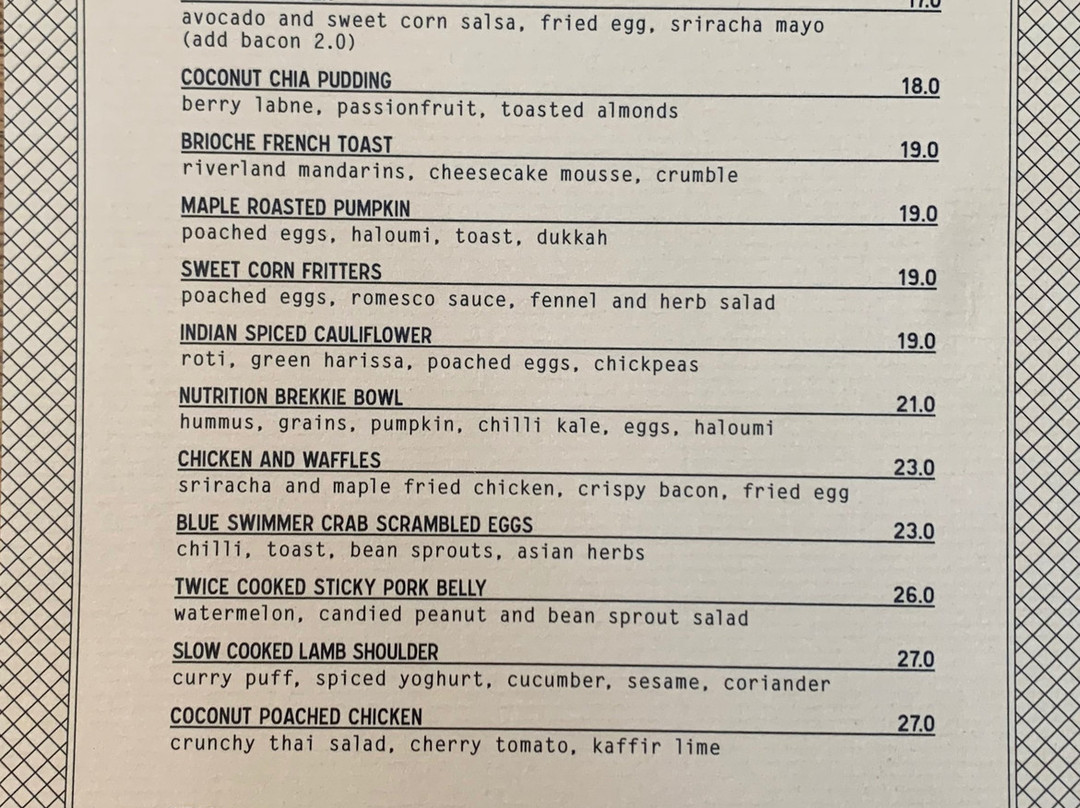 17.0
avocado and sweet corn salsa, fried egg, sriracha mayo
(add bacon 2.0)
COCONUT CHIA PUDDING 18.0
berry labne, passionfruit, toasted almonds
BRIOCHE FRENCH TOAST 19.0
riverland mandarins, cheesecake mousse, crumble
MAPLE ROASTED PUMPKIN 19.0
poached eggs, haloumi, toast, dukkah
SWEET CORN FRITTERS 19.0
poached eggs, romesco sauce, fennel and herb salad
INDIAN SPICED CAULIFLOWER 19.0
roti, green harissa, poached eggs, chickpeas
NUTRITION BREKKIE BOWL 21.0
hummus, grains, pumpkin, chilli kale, eggs, haloumi
CHICKEN AND WAFFLES 23.0
sriracha and maple fried chicken, crispy bacon, fried egg
BLUE SWIMMER CRAB SCRAMBLED EGGS 23.0
chilli, toast, bean sprouts, asian herbs
TWICE COOKED STICKY PORK BELLY 26.0
watermelon, candied peanut and bean sprout salad
SLOW COOKED LAMB SHOULDER 27.0
curry puff, spiced yoghurt, cucumber, sesame, coriander
COCONUT POACHED CHICKEN 27.0
crunchy thai salad, cherry tomato, kaffir lime